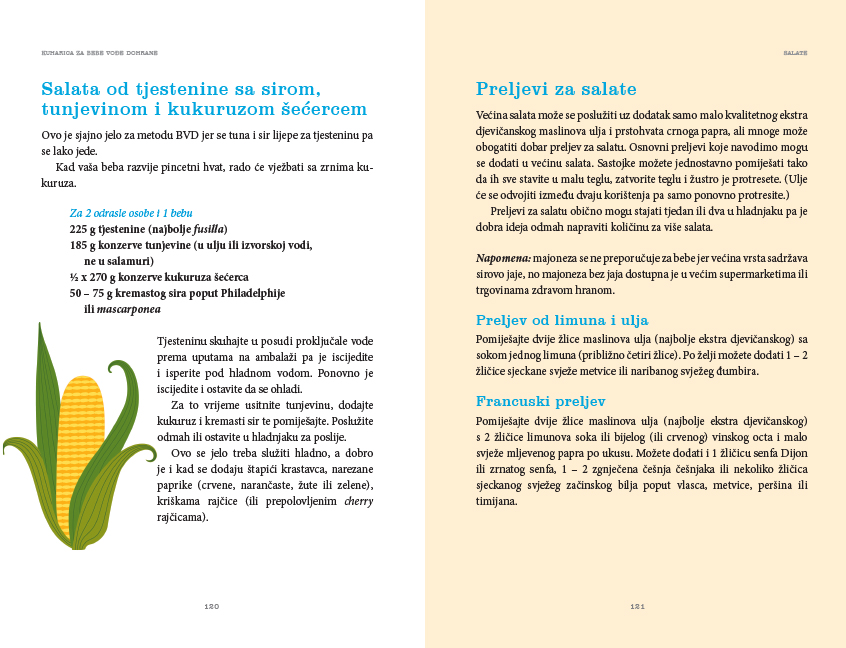 KUHARICA ZA BEBE VOĐE DOHRANE
Salata od tjestenine sa sirom,
tunjevinom i kukuruzom šećercem
Ovo je sjajno jelo za metodu BVD jer se tuna i sir lijepe za tjesteninu pa
se lako jede.
Kad vaša beba razvije pincetni hvat, rado će vježbati sa zrnima ku-
kuruza.
Za 2 odrasle osobe i 1 bebu
225 g tjestenine (najbolje fusilla)
185 g konzerve tunjevine (u ulju ili izvorskoj vodi,
ne u salamuri)
½ x 270 g konzerve kukuruza šećerca
50 – 75 g kremastog sira poput Philadelphije
ili mascarponea
Tjesteninu skuhajte u posudi proključale vode
prema uputama na ambalaži pa je iscijedite
i isperite pod hladnom vodom. Ponovno je
iscijedite i ostavite da se ohladi.
Za to vrijeme usitnite tunjevinu, dodajte
kukuruz i kremasti sir te pomiješajte. Poslužite
odmah ili ostavite u hladnjaku za poslije.
Ovo se jelo treba služiti hladno, a dobro
je i kad se dodaju štapići krastavca, narezane
paprike (crvene, narančaste, žute ili zelene),
kriškama rajčice (ili prepolovljenim cherry
rajčicama).
120
SALATE
Preljevi za salate
Većina salata može se poslužiti uz dodatak samo malo kvalitetnog ekstra
djevičanskog maslinova ulja i prstohvata crnoga papra, ali mnoge može
obogatiti dobar preljev za salatu. Osnovni preljevi koje navodimo mogu
se dodati u većinu salata. Sastojke možete jednostavno pomiješati tako
da ih sve stavite u malu teglu, zatvorite teglu i žustro je protresete. (Ulje
će se odvojiti između dvaju korištenja pa samo ponovno protresite.)
Preljevi za salatu obično mogu stajati tjedan ili dva u hladnjaku pa je
dobra ideja odmah napraviti količinu za više salata.
Napomena: majoneza se ne preporučuje za bebe jer većina vrsta sadržava
sirovo jaje, no majoneza bez jaja dostupna je u većim supermarketima ili
trgovinama zdravom hranom.
Preljev od limuna i ulja
Pomiješajte dvije žlice maslinova ulja (najbolje ekstra djevičanskog) sa
sokom jednog limuna (približno četiri žlice). Po želji možete dodati 1 – 2
žličice sjeckane svježe metvice ili naribanog svježeg đumbira.
Francuski preljev
Pomiješajte dvije žlice maslinova ulja (najbolje ekstra djevičanskog)
s 2 žličice limunova soka ili bijelog (ili crvenog) vinskog octa i malo
svježe mljevenog papra po ukusu. Možete dodati i 1 žličicu senfa Dijon
ili zrnatog senfa, 1 – 2 zgnječena češnja češnjaka ili nekoliko žličica
sjeckanog svježeg začinskog bilja poput vlasca, metvice, peršina ili
timijana.
121